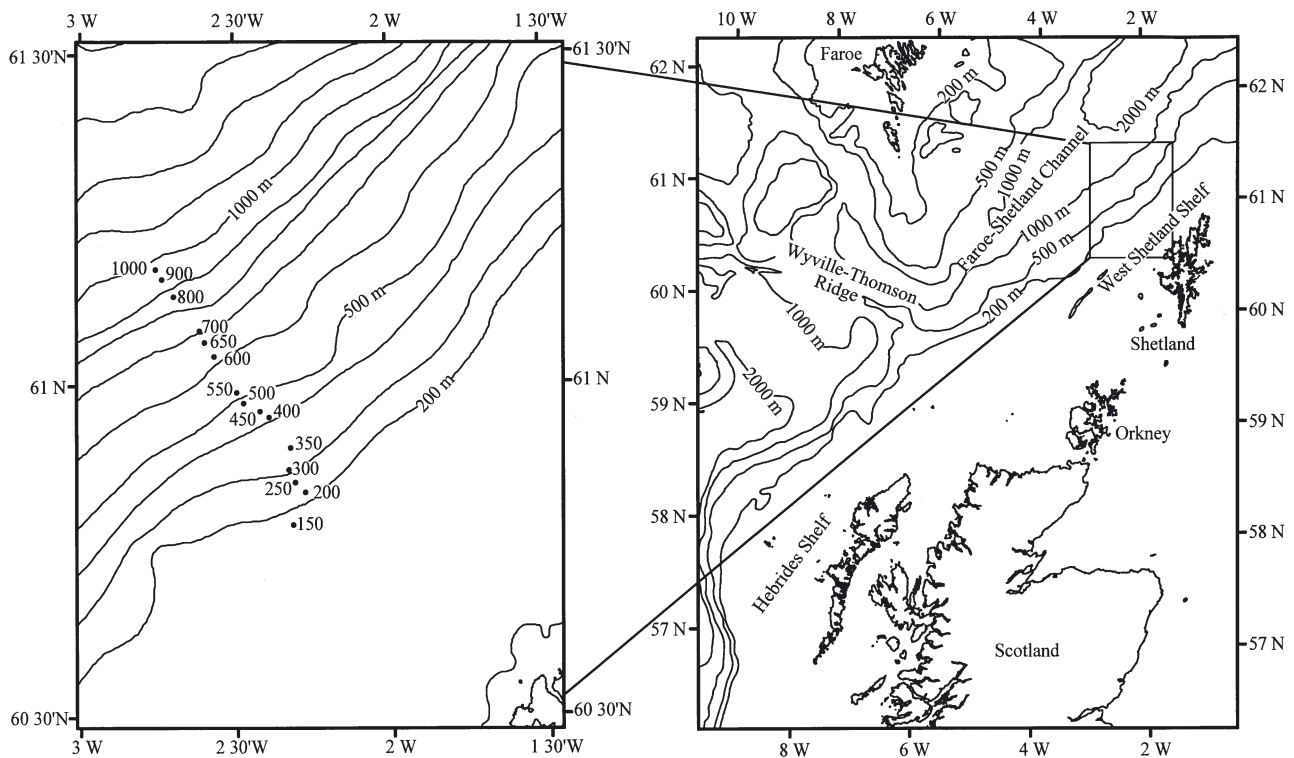 3 W
2 30'W
2 W
1 30'W
61 30'N
61 30'N
1000 m
1000
900
800
500 m
700
650
600
61 N
61 N
550
500
200 m
450
400
350
300
250
200
150
60 30'N
60 30'N
3 W
2 30'W
2 W
1 30'W
10 W
8 W
6 W
4 W
2 W
Faroe
62 N
62 N
200 m
2000 m
500 m
1000 m
Faroe-Shetland Channel
61 N
61 N
1000 m
500 m
West Shetland Shelf
Wyville-Thomson
Ridge
60 N
60 N
200 m
1000 m
Shetland
2000 m
59 N
59 N
Orkney
58 N
58 N
Hebrides Shelf
57 N
57 N
Scotland
8 W
6 W
4 W
2 W